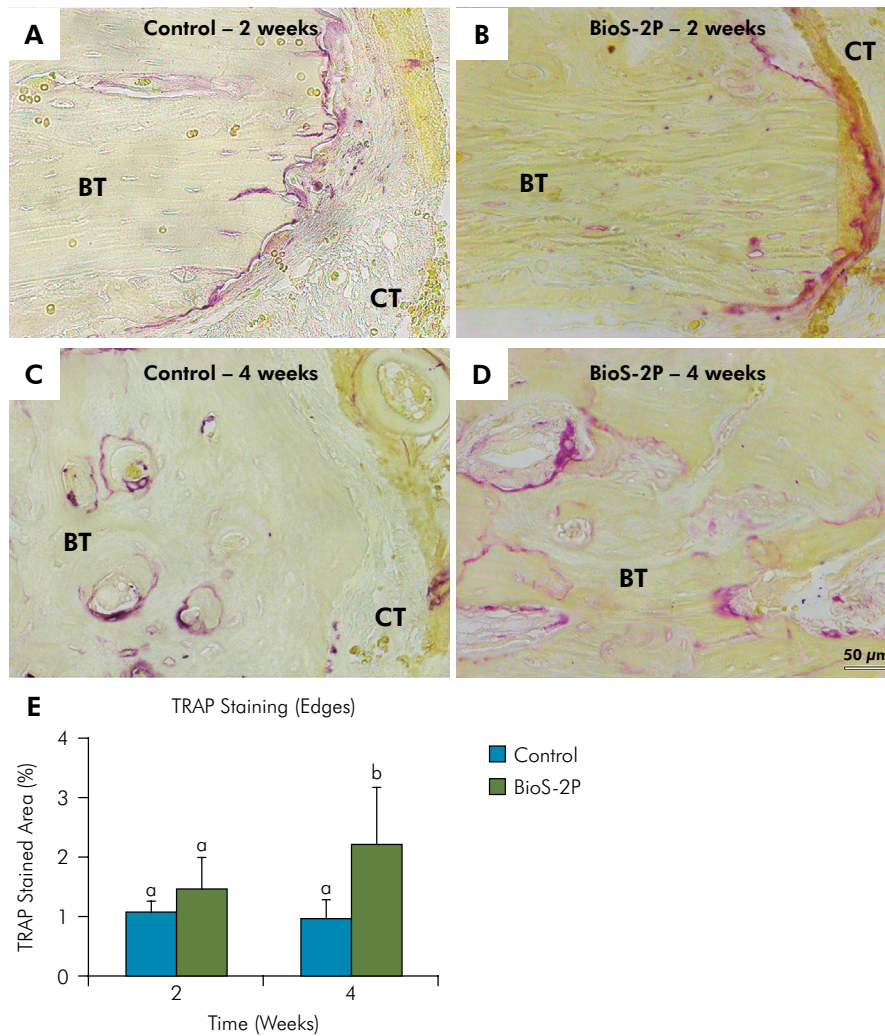 A
Control – 2 weeks
BT
CT
B
BioS-2P – 2 weeks
CT
BT
C
Control – 4 weeks
BT
CT
D
BioS-2P – 4 weeks
BT
50 µm
E
TRAP Staining (Edges)
TRAP Stained Area (%)
4
3
2
1
0
a
a
a
b
2
4
Time (Weeks)
Control
BioS-2P